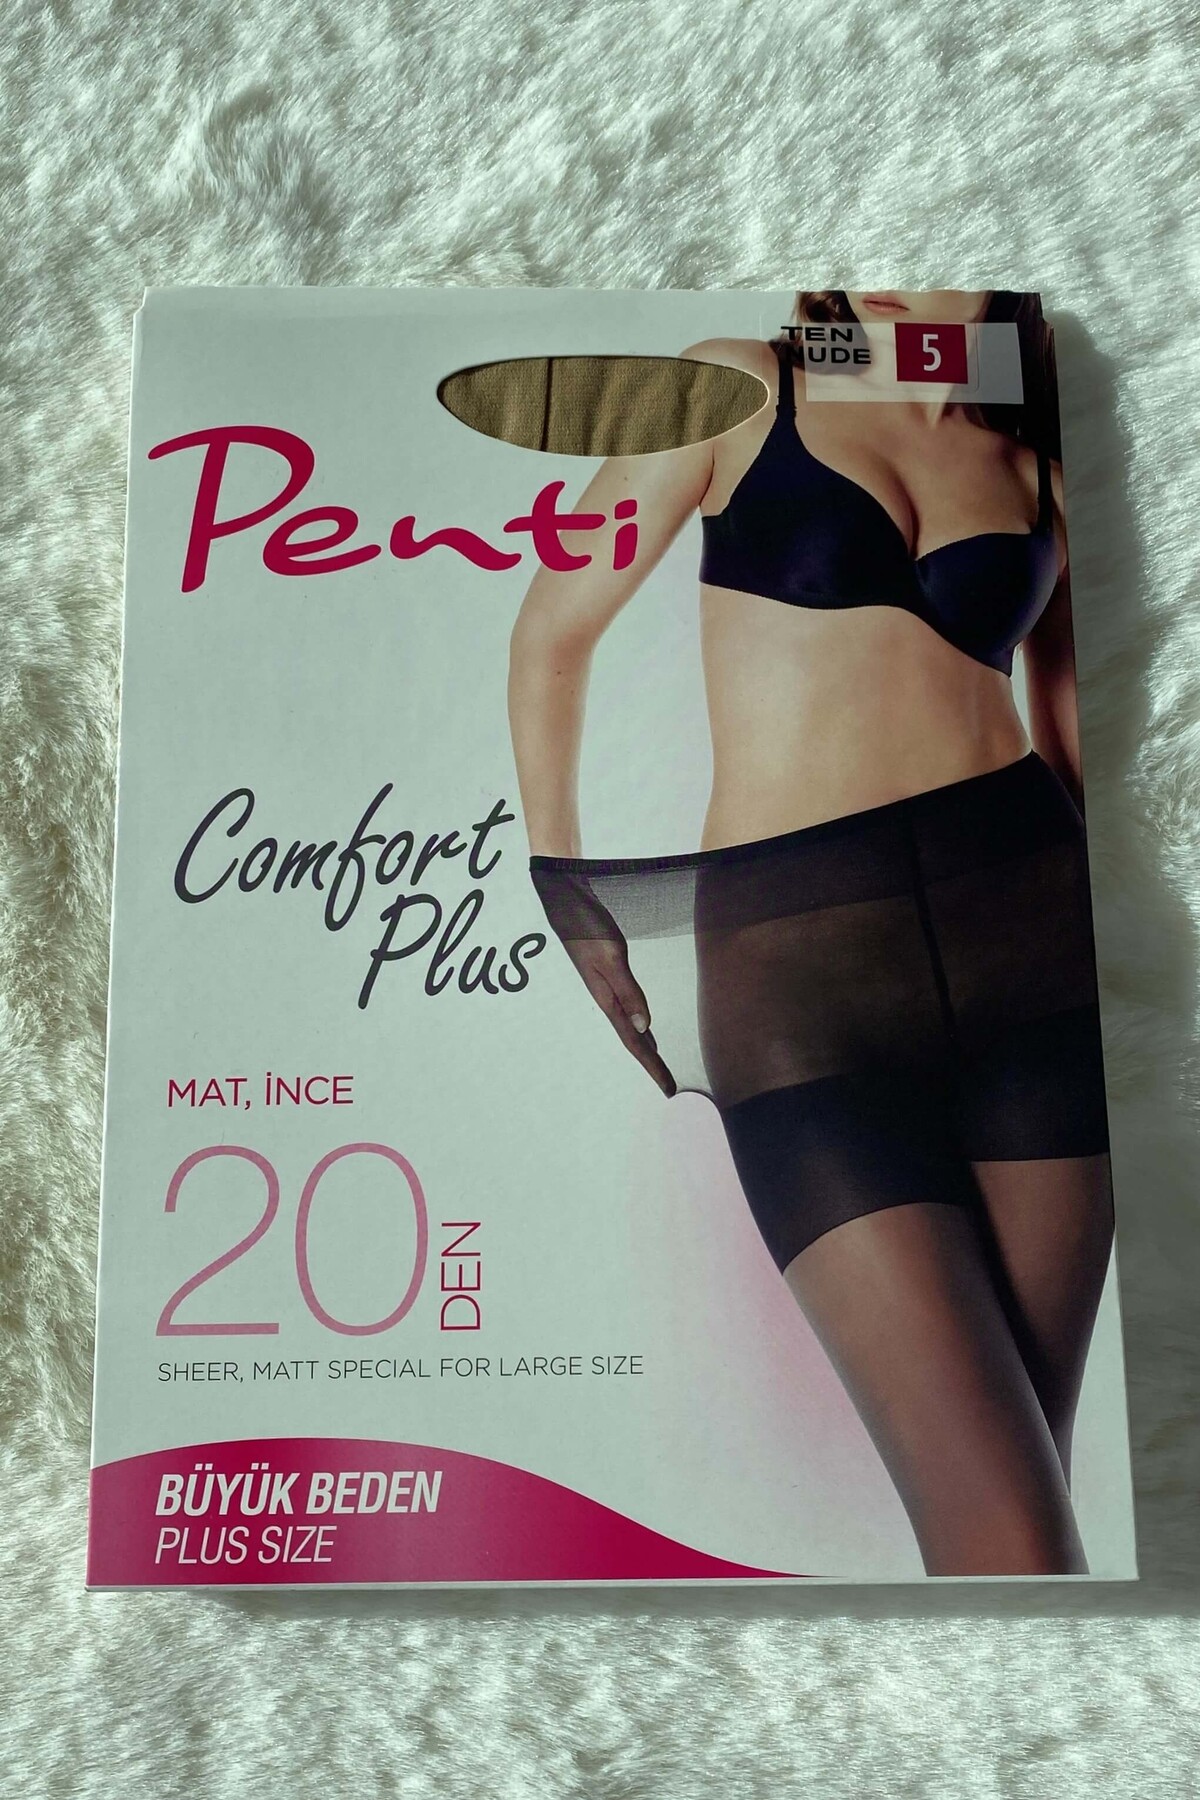 TEN
NUDE
5
Penti
Comfort
Plus
MAT, İNCE
20
DEN
SHEER, MATT SPECIAL FOR LARGE SIZE
BÜYÜK BEDEN
PLUS SIZE